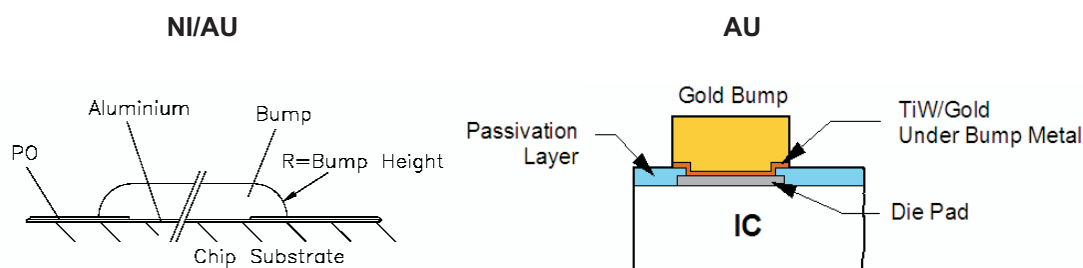 NI/AU
AU
Aluminium
Bump
PO
R=Bump Height
Chip Substrate
Gold Bump
TiW/Gold
Under Bump Metal
Passivation
Layer
Die Pad
IC